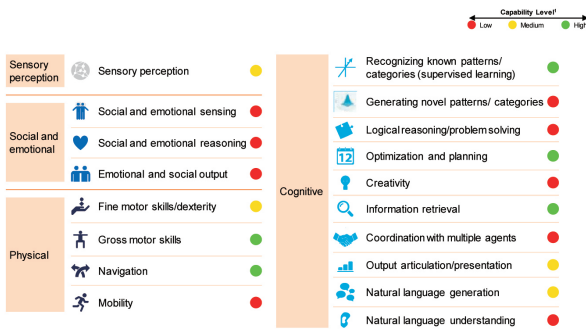 Capability Level¹
Low Medium High
Sensory
perception
Sensory perception
Social and
emotional
Social and emotional sensing
Social and emotional reasoning
Emotional and social output
Physical
Fine motor skills/dexterity
Gross motor skills
Navigation
Mobility
Cognitive
Recognizing known patterns/
categories (supervised learning)
Generating novel patterns/ categories
Logical reasoning/problem solving
12
Optimization and planning
Creativity
Information retrieval
Coordination with multiple agents
Output articulation/presentation
Natural language generation
Natural language understanding